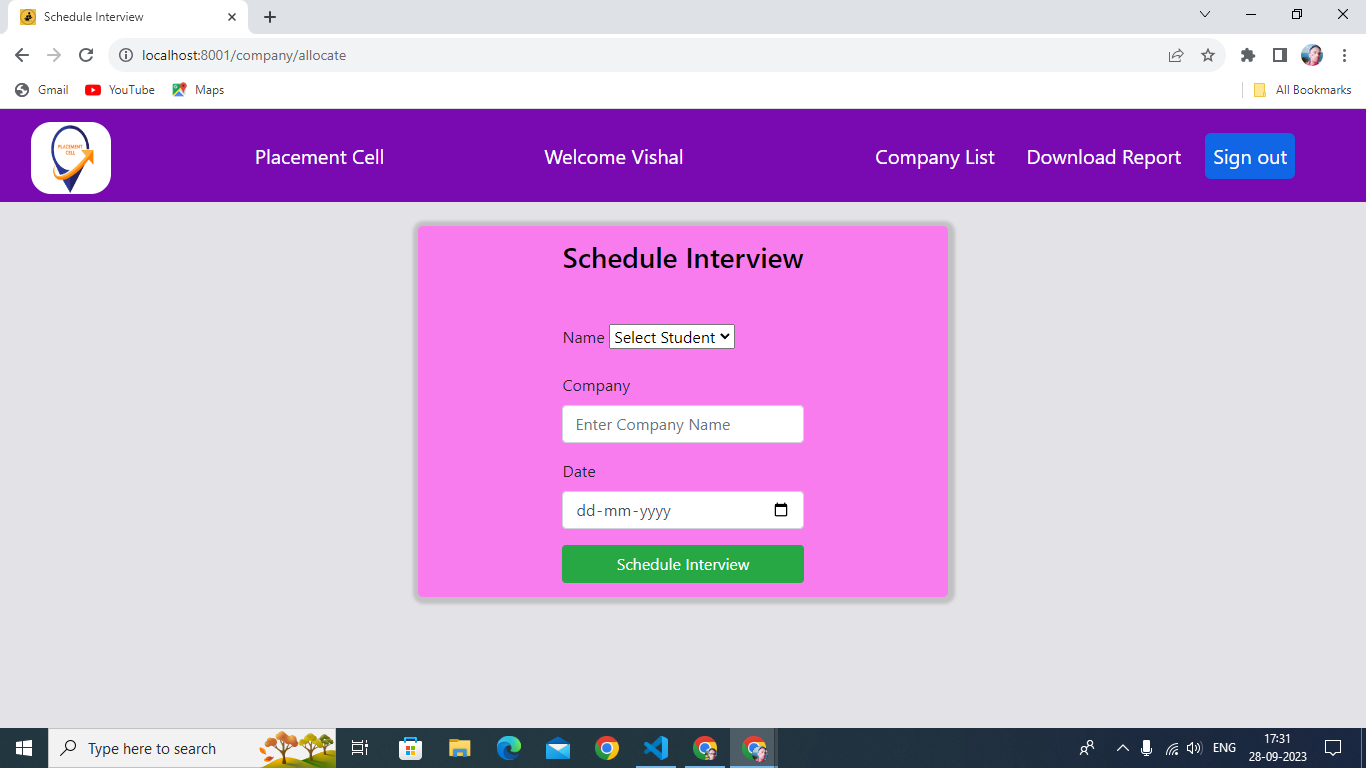 Schedule Interview
localhost:8001/company/allocate
Gmail YouTube Maps All Bookmarks
PLACEMENT
CELL
Placement Cell Welcome Vishal Company List Download Report Sign out
Schedule Interview
Name Select Student
Company
Enter Company Name
Date
dd-mm-yyyy
Schedule Interview
Type here to search
ENG
17:31
28-09-2023